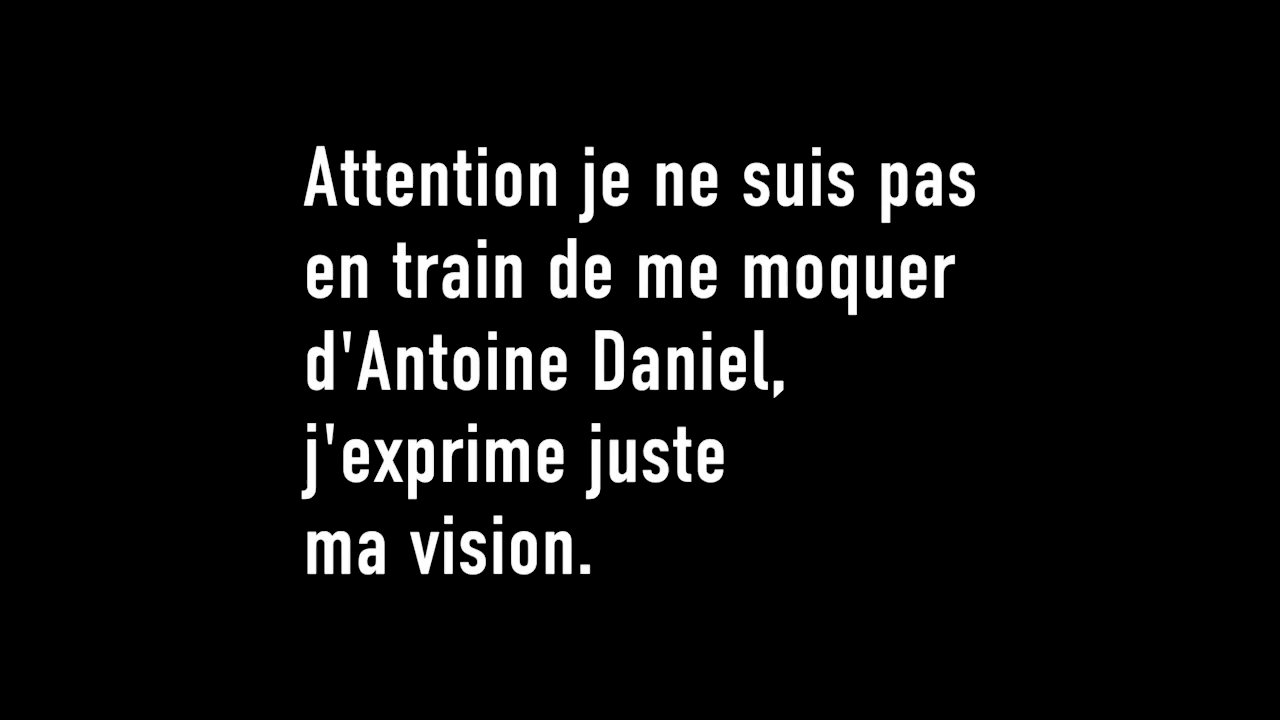 Attention je ne suis pas
en train de me moquer
d'Antoine Daniel,
j'exprime juste
ma vision.